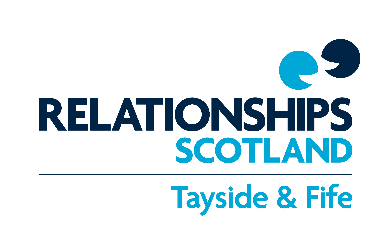 RELATIONSHIPS
SCOTLAND
Tayside & Fife